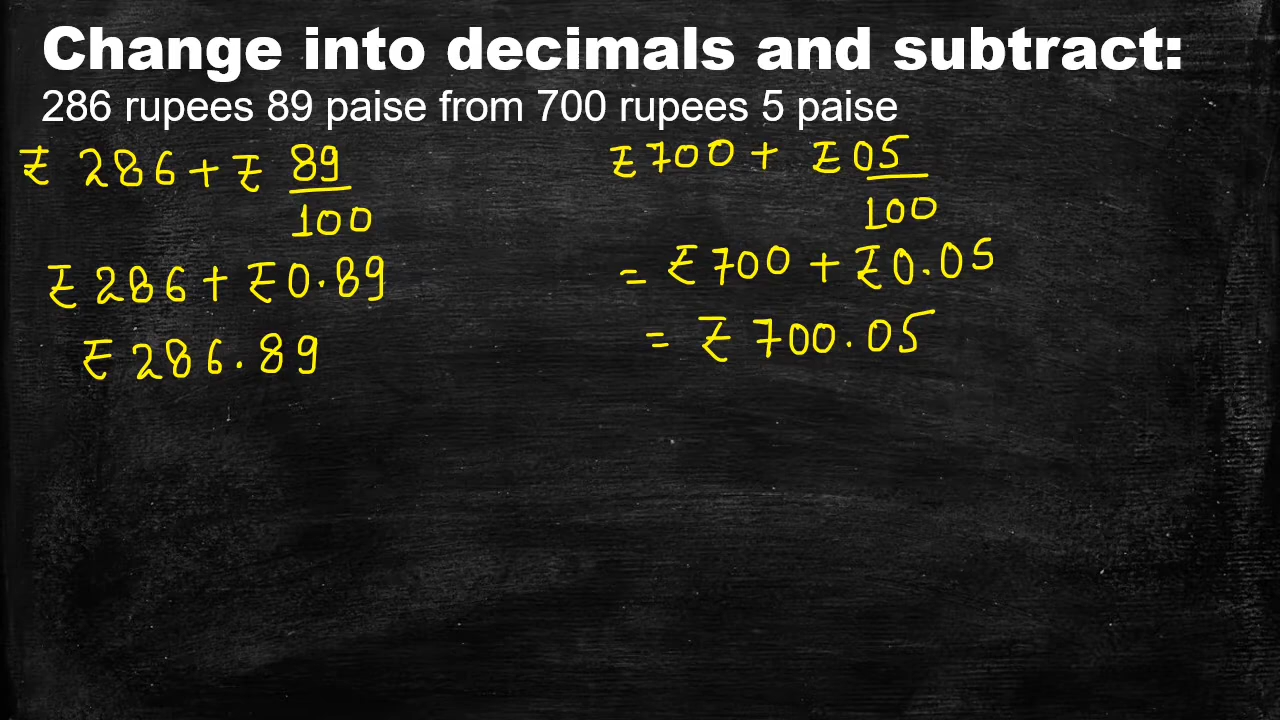 Change into decimals and subtract:
286 rupees 89 paise from 700 rupees 5 paise
₹ 286 + ₹ 89
100
₹ 286 + ₹ 0.89
₹ 286.89
₹ 700 + ₹ 05
100
= ₹ 700 + ₹ 0.05
= ₹ 700.05